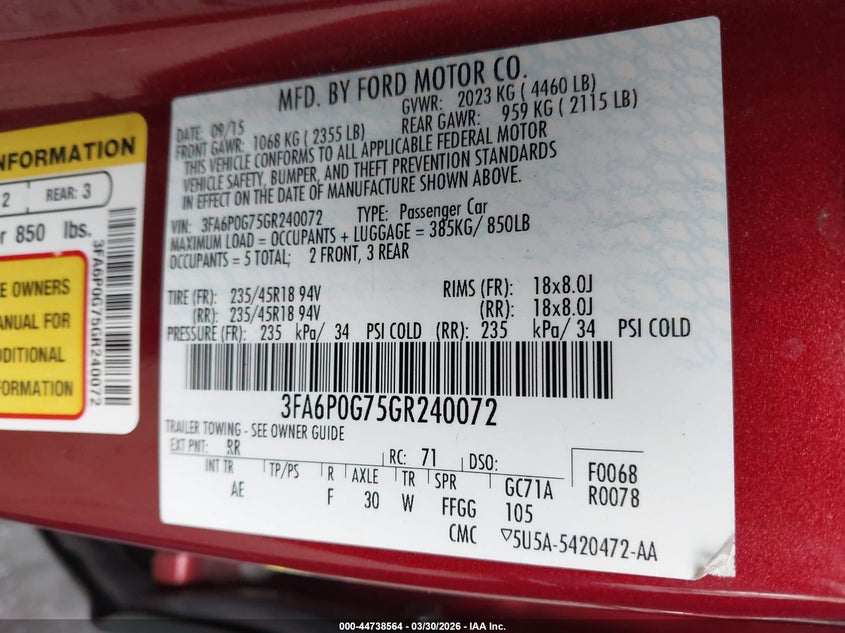 MFD. BY FORD MOTOR CO.
DATE: 09/15 GVWR: 2023 KG ( 4460 LB)
FRONT GAWR: 1068 KG ( 2355 LB) REAR GAWR: 959 KG ( 2115 LB)
THIS VEHICLE CONFORMS TO ALL APPLICABLE FEDERAL MOTOR
VEHICLE SAFETY, BUMPER, AND THEFT PREVENTION STANDARDS
IN EFFECT ON THE DATE OF MANUFACTURE SHOWN ABOVE.
VIN: 3FA6P0G75GR240072 TYPE: Passenger Car
MAXIMUM LOAD = OCCUPANTS + LUGGAGE = 385KG/ 850LB
OCCUPANTS = 5 TOTAL; 2 FRONT, 3 REAR
TIRE (FR): 235/45R18 94V RIMS (FR): 18x8.0J
(RR): 235/45R18 94V (RR): 18x8.0J
PRESSURE (FR): 235 kPa/ 34 PSI COLD (RR): 235 kPa/ 34 PSI COLD
3FA6P0G75GR240072
TRAILER TOWING - SEE OWNER GUIDE
EXT PNT: RR RC: 71 DSO: F0068
INT TR TP/PS R AXLE TR SPR GC71A R0078
AE F 30 W FFGG 105
CMC ▽5U5A-5420472-AA
NFORMATION
2 REAR: 3
r 850 lbs.
E OWNERS
ANUAL FOR
DDITIONAL
FORMATION
3FA6P0G75GR240072
000-44738564 / 03/30/2026 - IAA Inc.